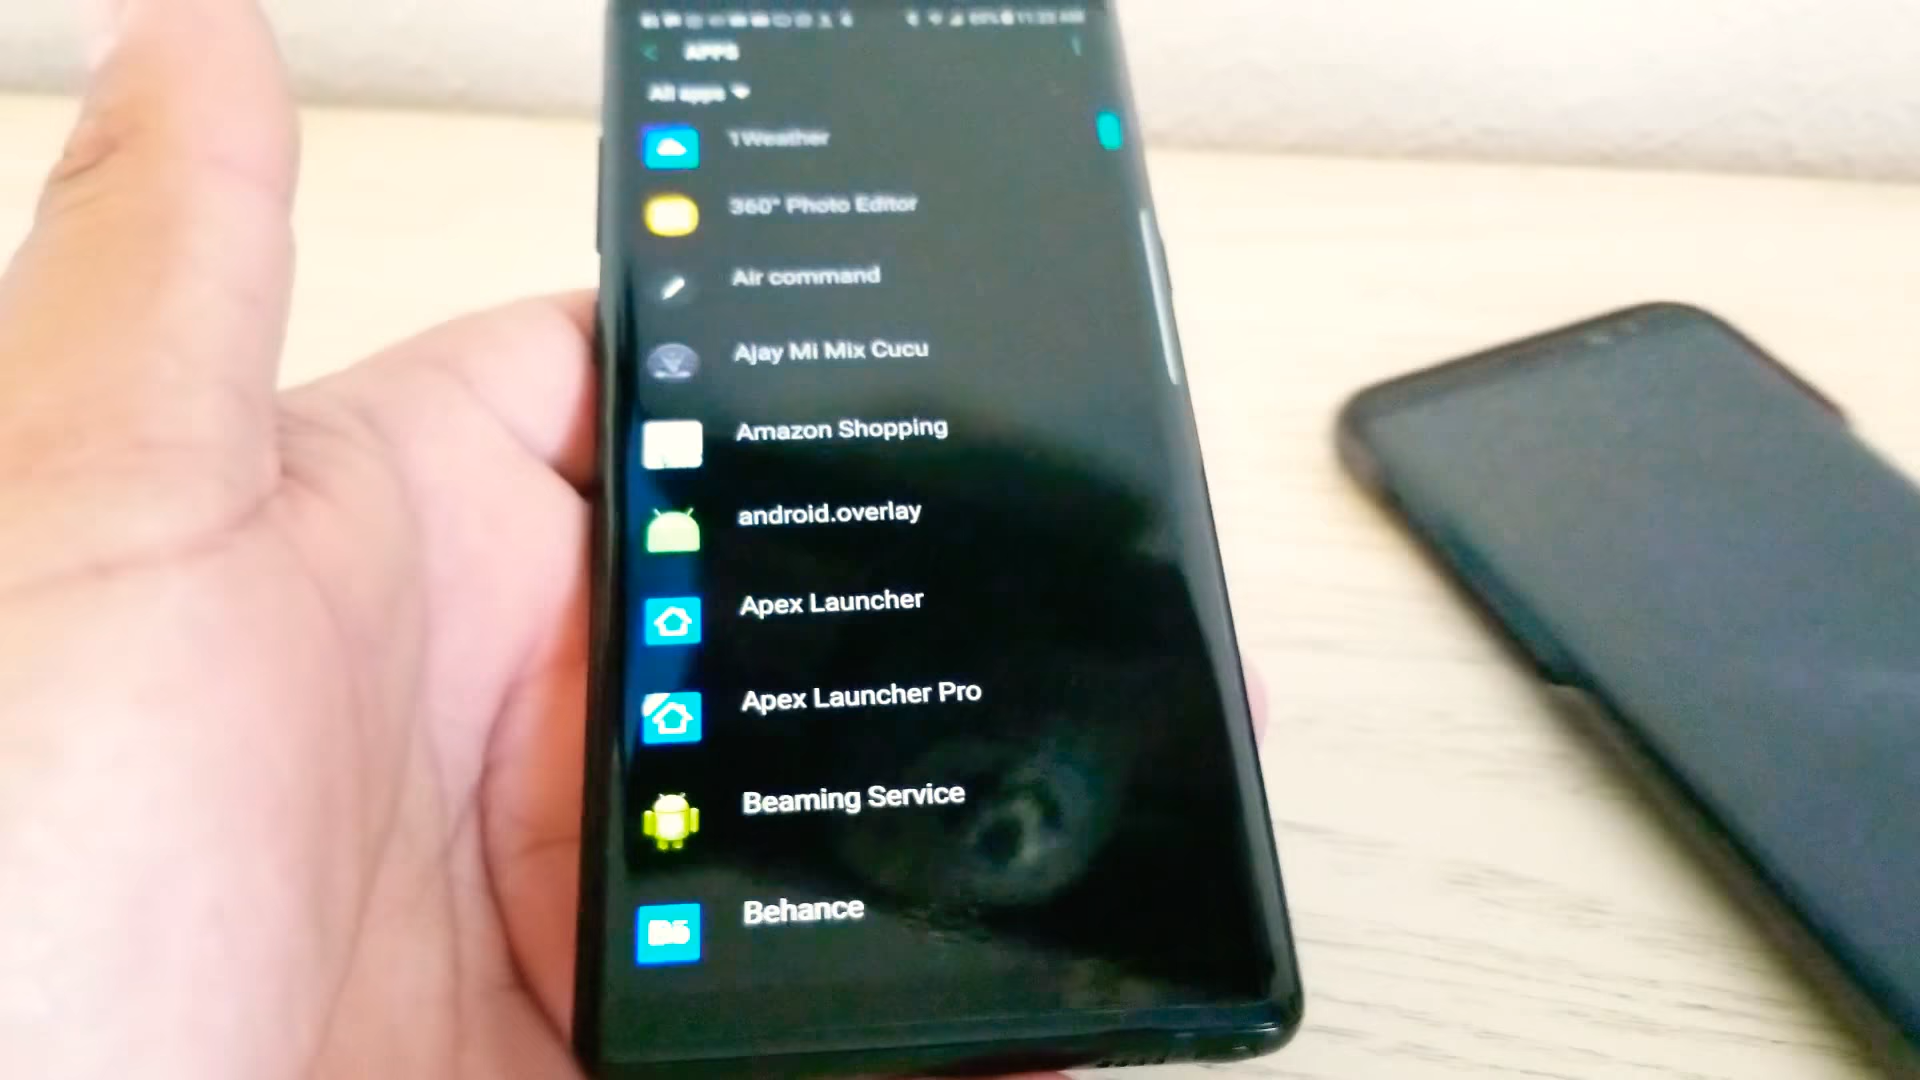 APPS
All apps
1Weather
360° Photo Editor
Air command
Ajay Mi Mix Cucu
Amazon Shopping
android.overlay
Apex Launcher
Apex Launcher Pro
Beaming Service
Behance